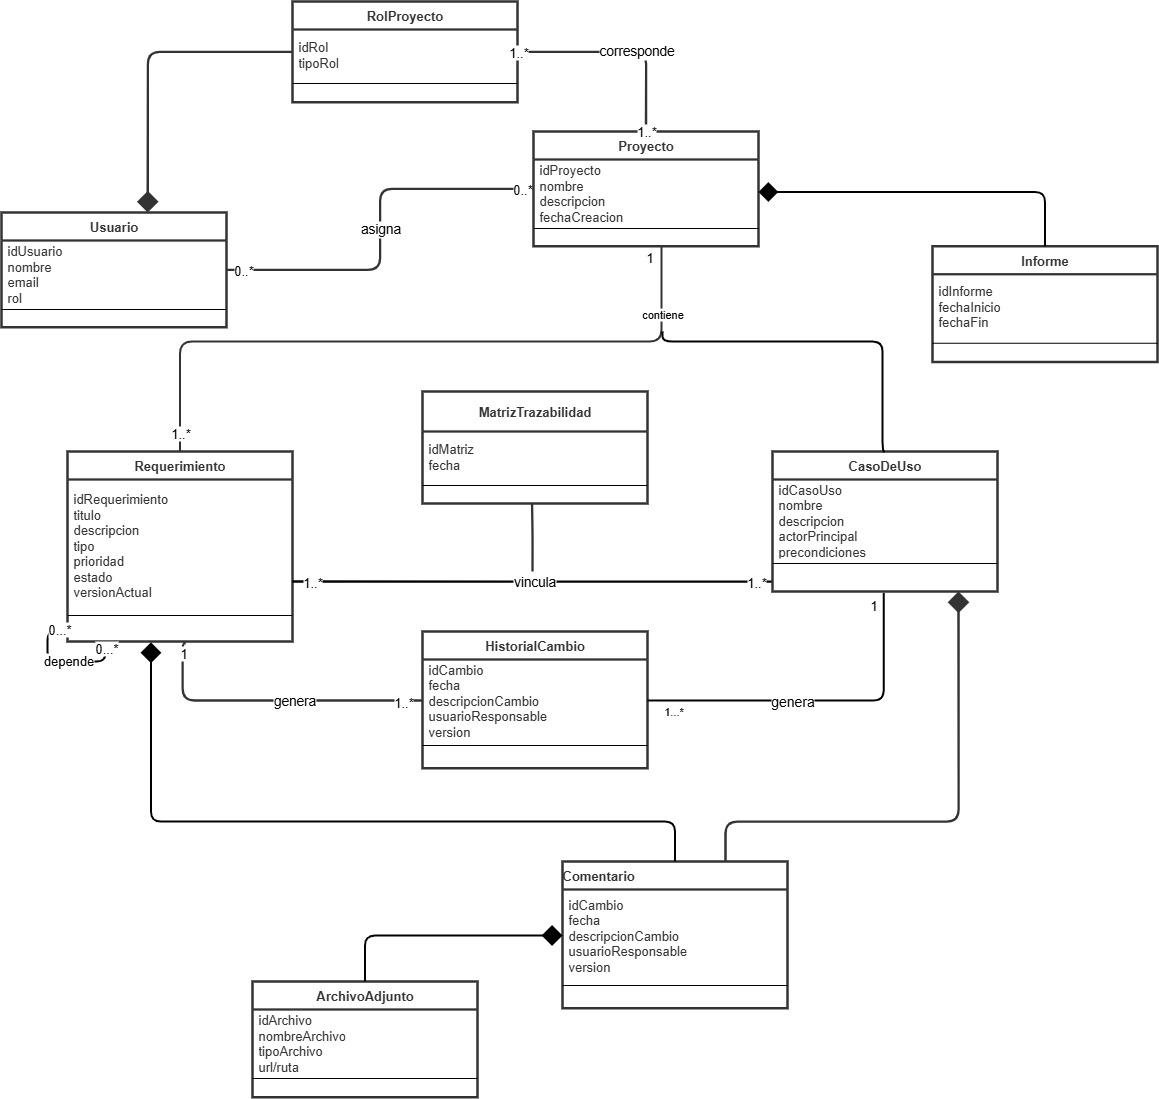 RolProyecto
idRol
tipoRol
1..*
corresponde
1..*
Proyecto
idProyecto
nombre
descripcion
fechaCreacion
0..*
asigna
0..*
Usuario
idUsuario
nombre
email
rol
Informe
idInforme
fechaInicio
fechaFin
1
contiene
1..*
MatrizTrazabilidad
idMatriz
fecha
Requerimiento
idRequerimiento
titulo
descripcion
tipo
prioridad
estado
versionActual
CasoDeUso
idCasoUso
nombre
descripcion
actorPrincipal
precondiciones
1..*
vincula
1..*
0...*
0...*
depende
1
genera
1..*
HistorialCambio
idCambio
fecha
descripcionCambio
usuarioResponsable
version
1
1...*
genera
Comentario
idCambio
fecha
descripcionCambio
usuarioResponsable
version
ArchivoAdjunto
idArchivo
nombreArchivo
tipoArchivo
url/ruta